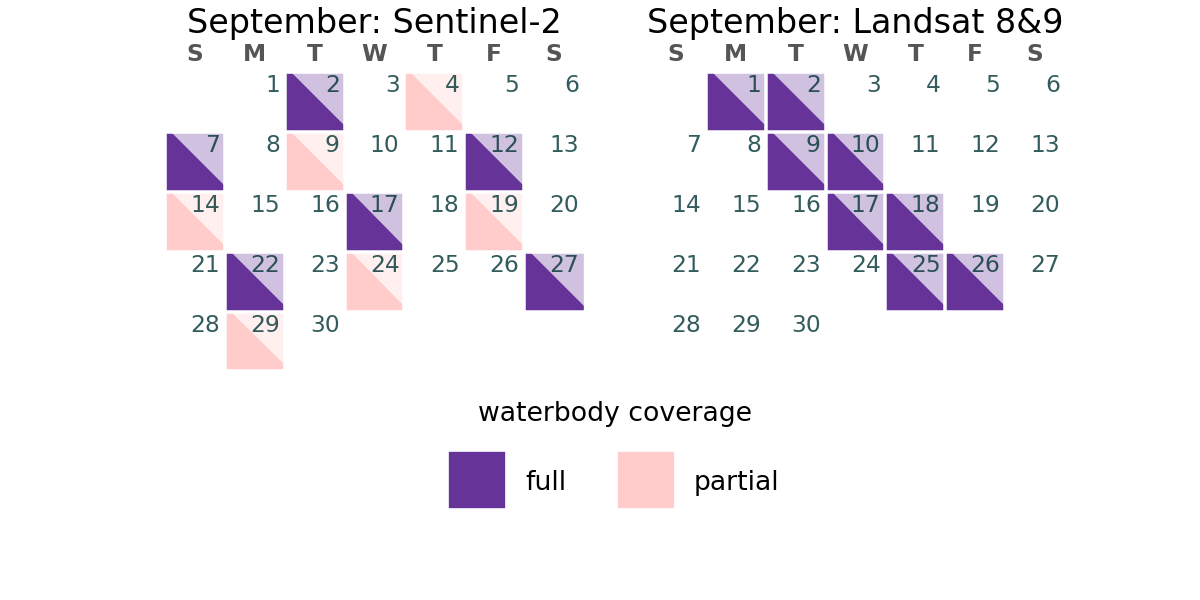 September: Sentinel-2
S M T W T F S
1 2 3 4 5 6
7 8 9 10 11 12 13
14 15 16 17 18 19 20
21 22 23 24 25 26 27
28 29 30
September: Landsat 8&9
S M T W T F S
1 2 3 4 5 6
7 8 9 10 11 12 13
14 15 16 17 18 19 20
21 22 23 24 25 26 27
28 29 30
waterbody coverage
full partial